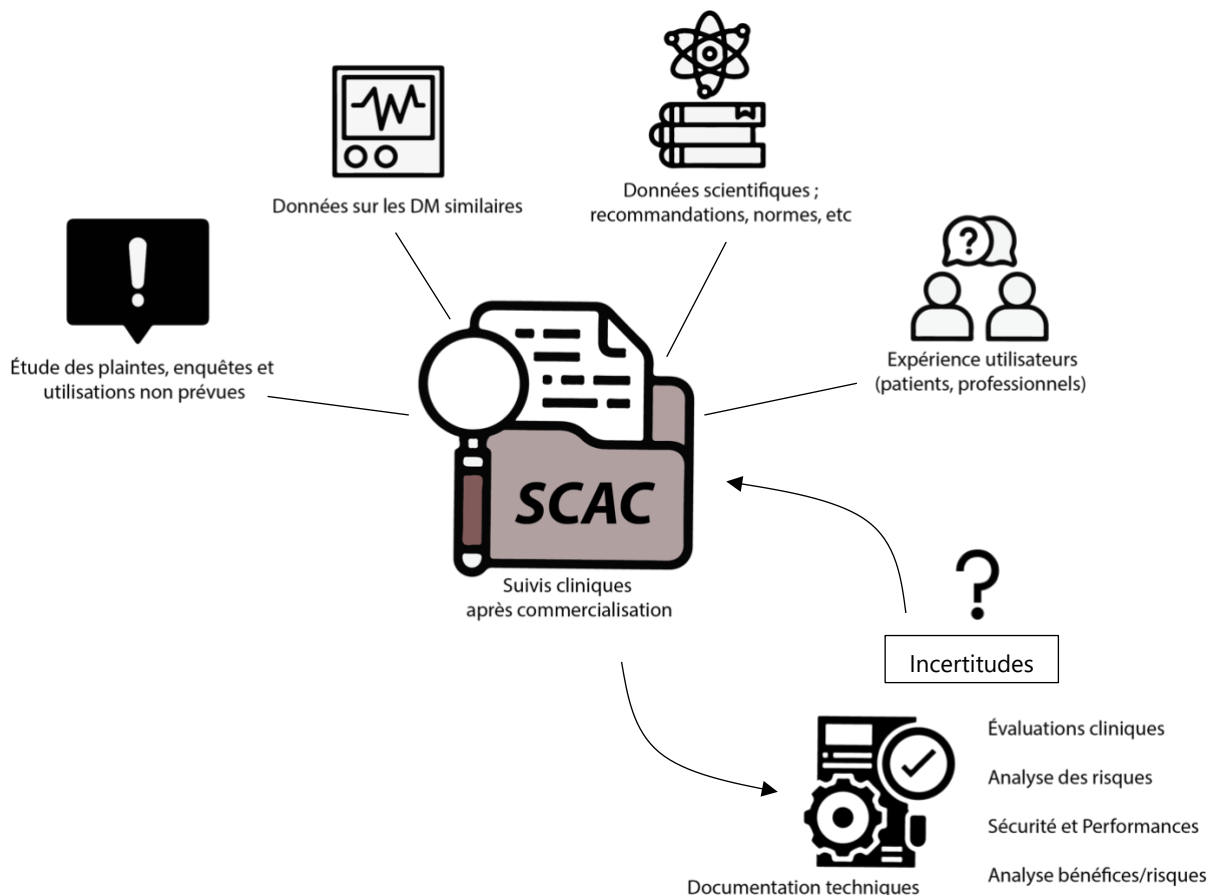 Données sur les DM similaires
Données scientifiques ;
recommandations, normes, etc
Étude des plaintes, enquêtes et
utilisations non prévues
Expérience utilisateurs
(patients, professionnels)
SCAC
Suivis cliniques
après commercialisation
Incertitudes
Évaluations cliniques
Analyse des risques
Sécurité et Performances
Analyse bénéfices/risques
Documentation techniques